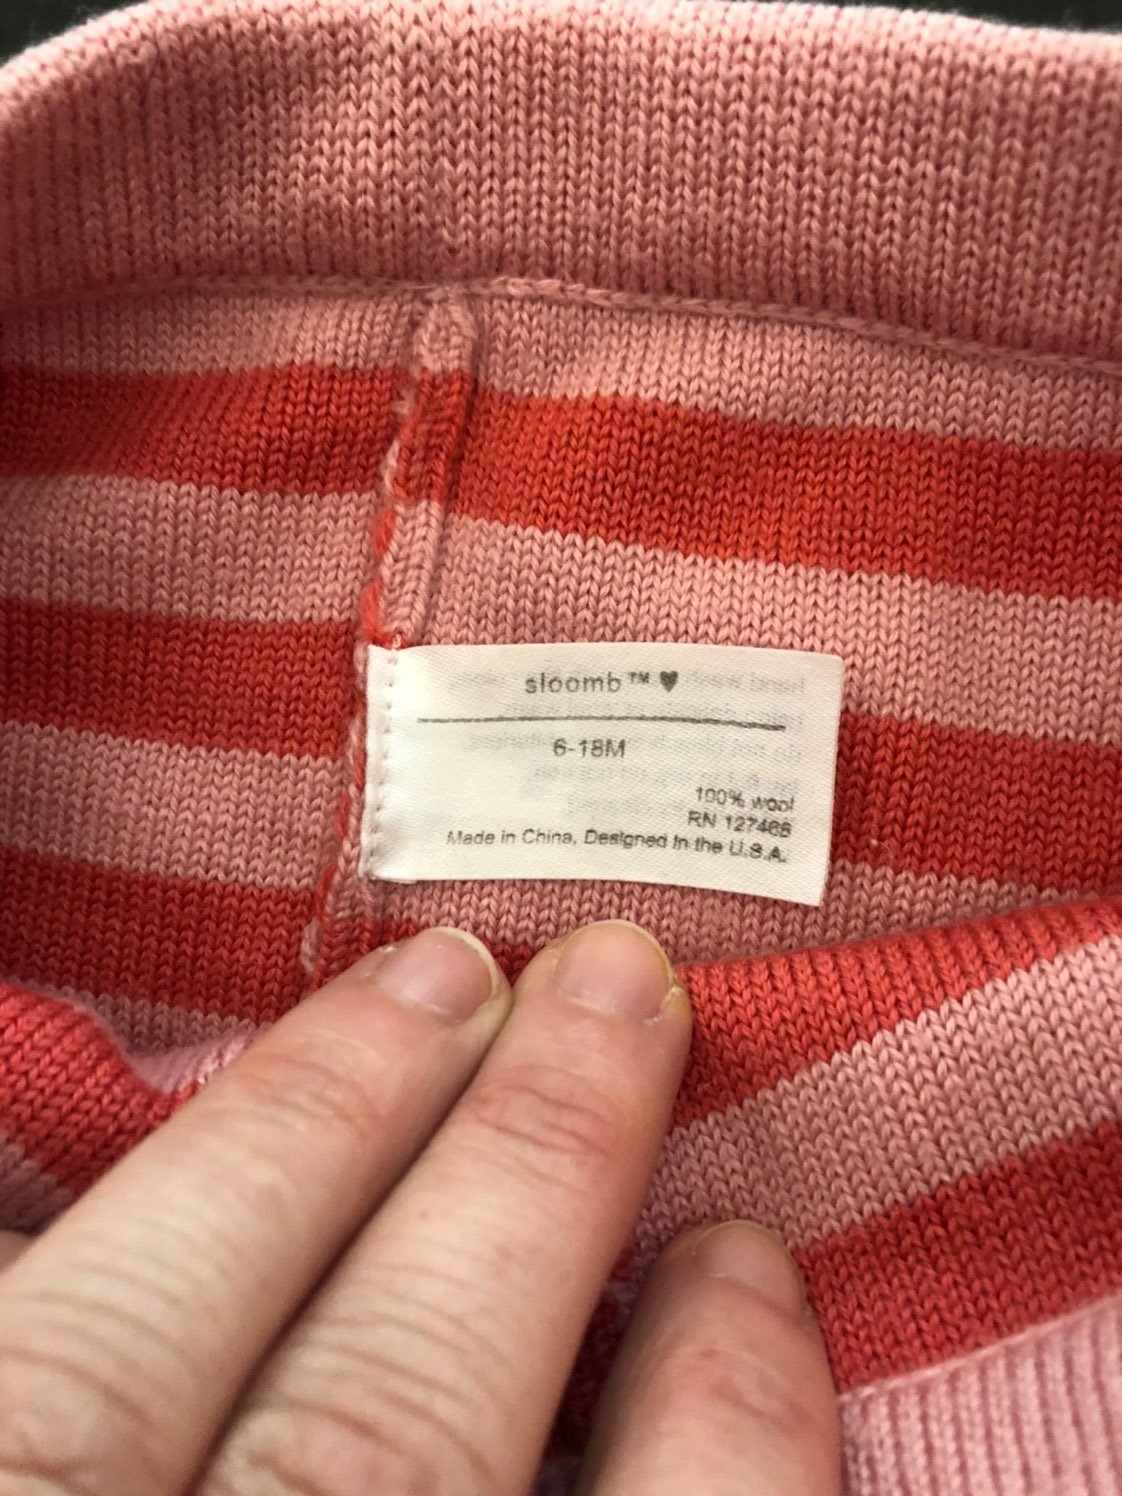 sloomb™ ♥
6-18M
100% wool
RN 127468
Made in China, Designed in the U.S.A.